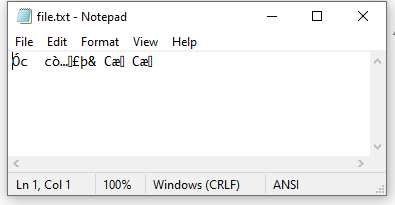 file.txt - Notepad
File Edit Format View Help
Óc cò...▯£þ& Cæ▯ Cæ▯
Ln 1, Col 1 100% Windows (CRLF) ANSI